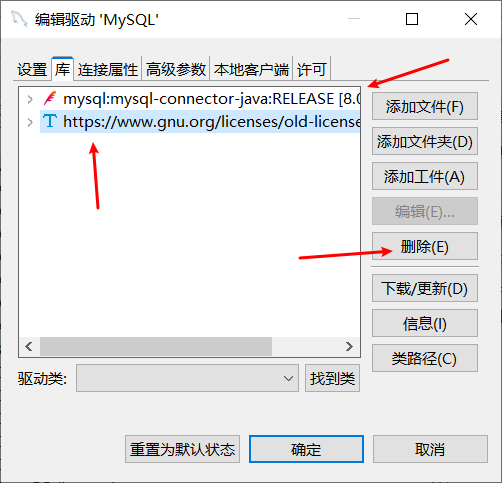 编辑驱动 'MySQL'
设置 库 连接属性 高级参数 本地客户端 许可
mysql:mysql-connector-java:RELEASE [8.0
https://www.gnu.org/licenses/old-license
添加文件(F)
添加文件夹(D)
添加工件(A)
编辑(E)...
删除(E)
下载/更新(D)
信息(I)
类路径(C)
驱动类:
找到类
重置为默认状态 确定 取消